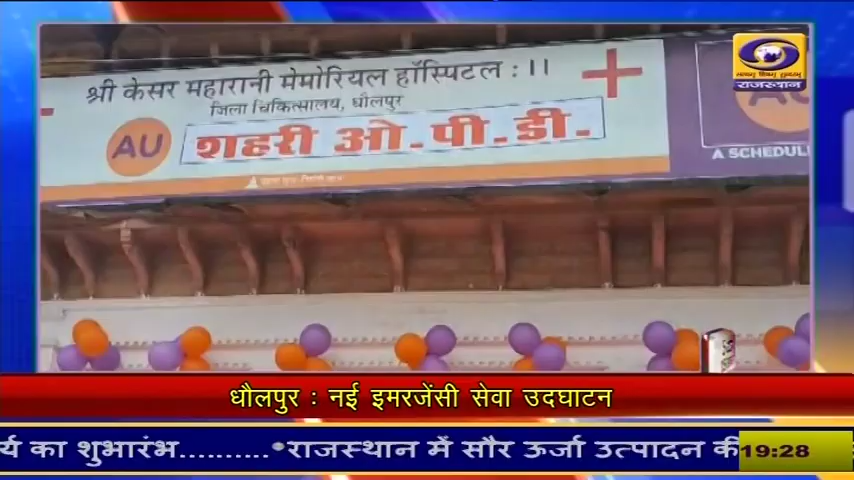 श्री केसर महारानी मेमोरियल हॉस्पिटल : ।।
जिला चिकित्सालय, धौलपुर
AU
शहरी ओ.पी.डी.
A SCHEDUL
राजस्थान
धौलपुर : नई इमरजेंसी सेवा उदघाटन
र्य का शुभारंभ..........*राजस्थान में सौर ऊर्जा उत्पादन की
19:28